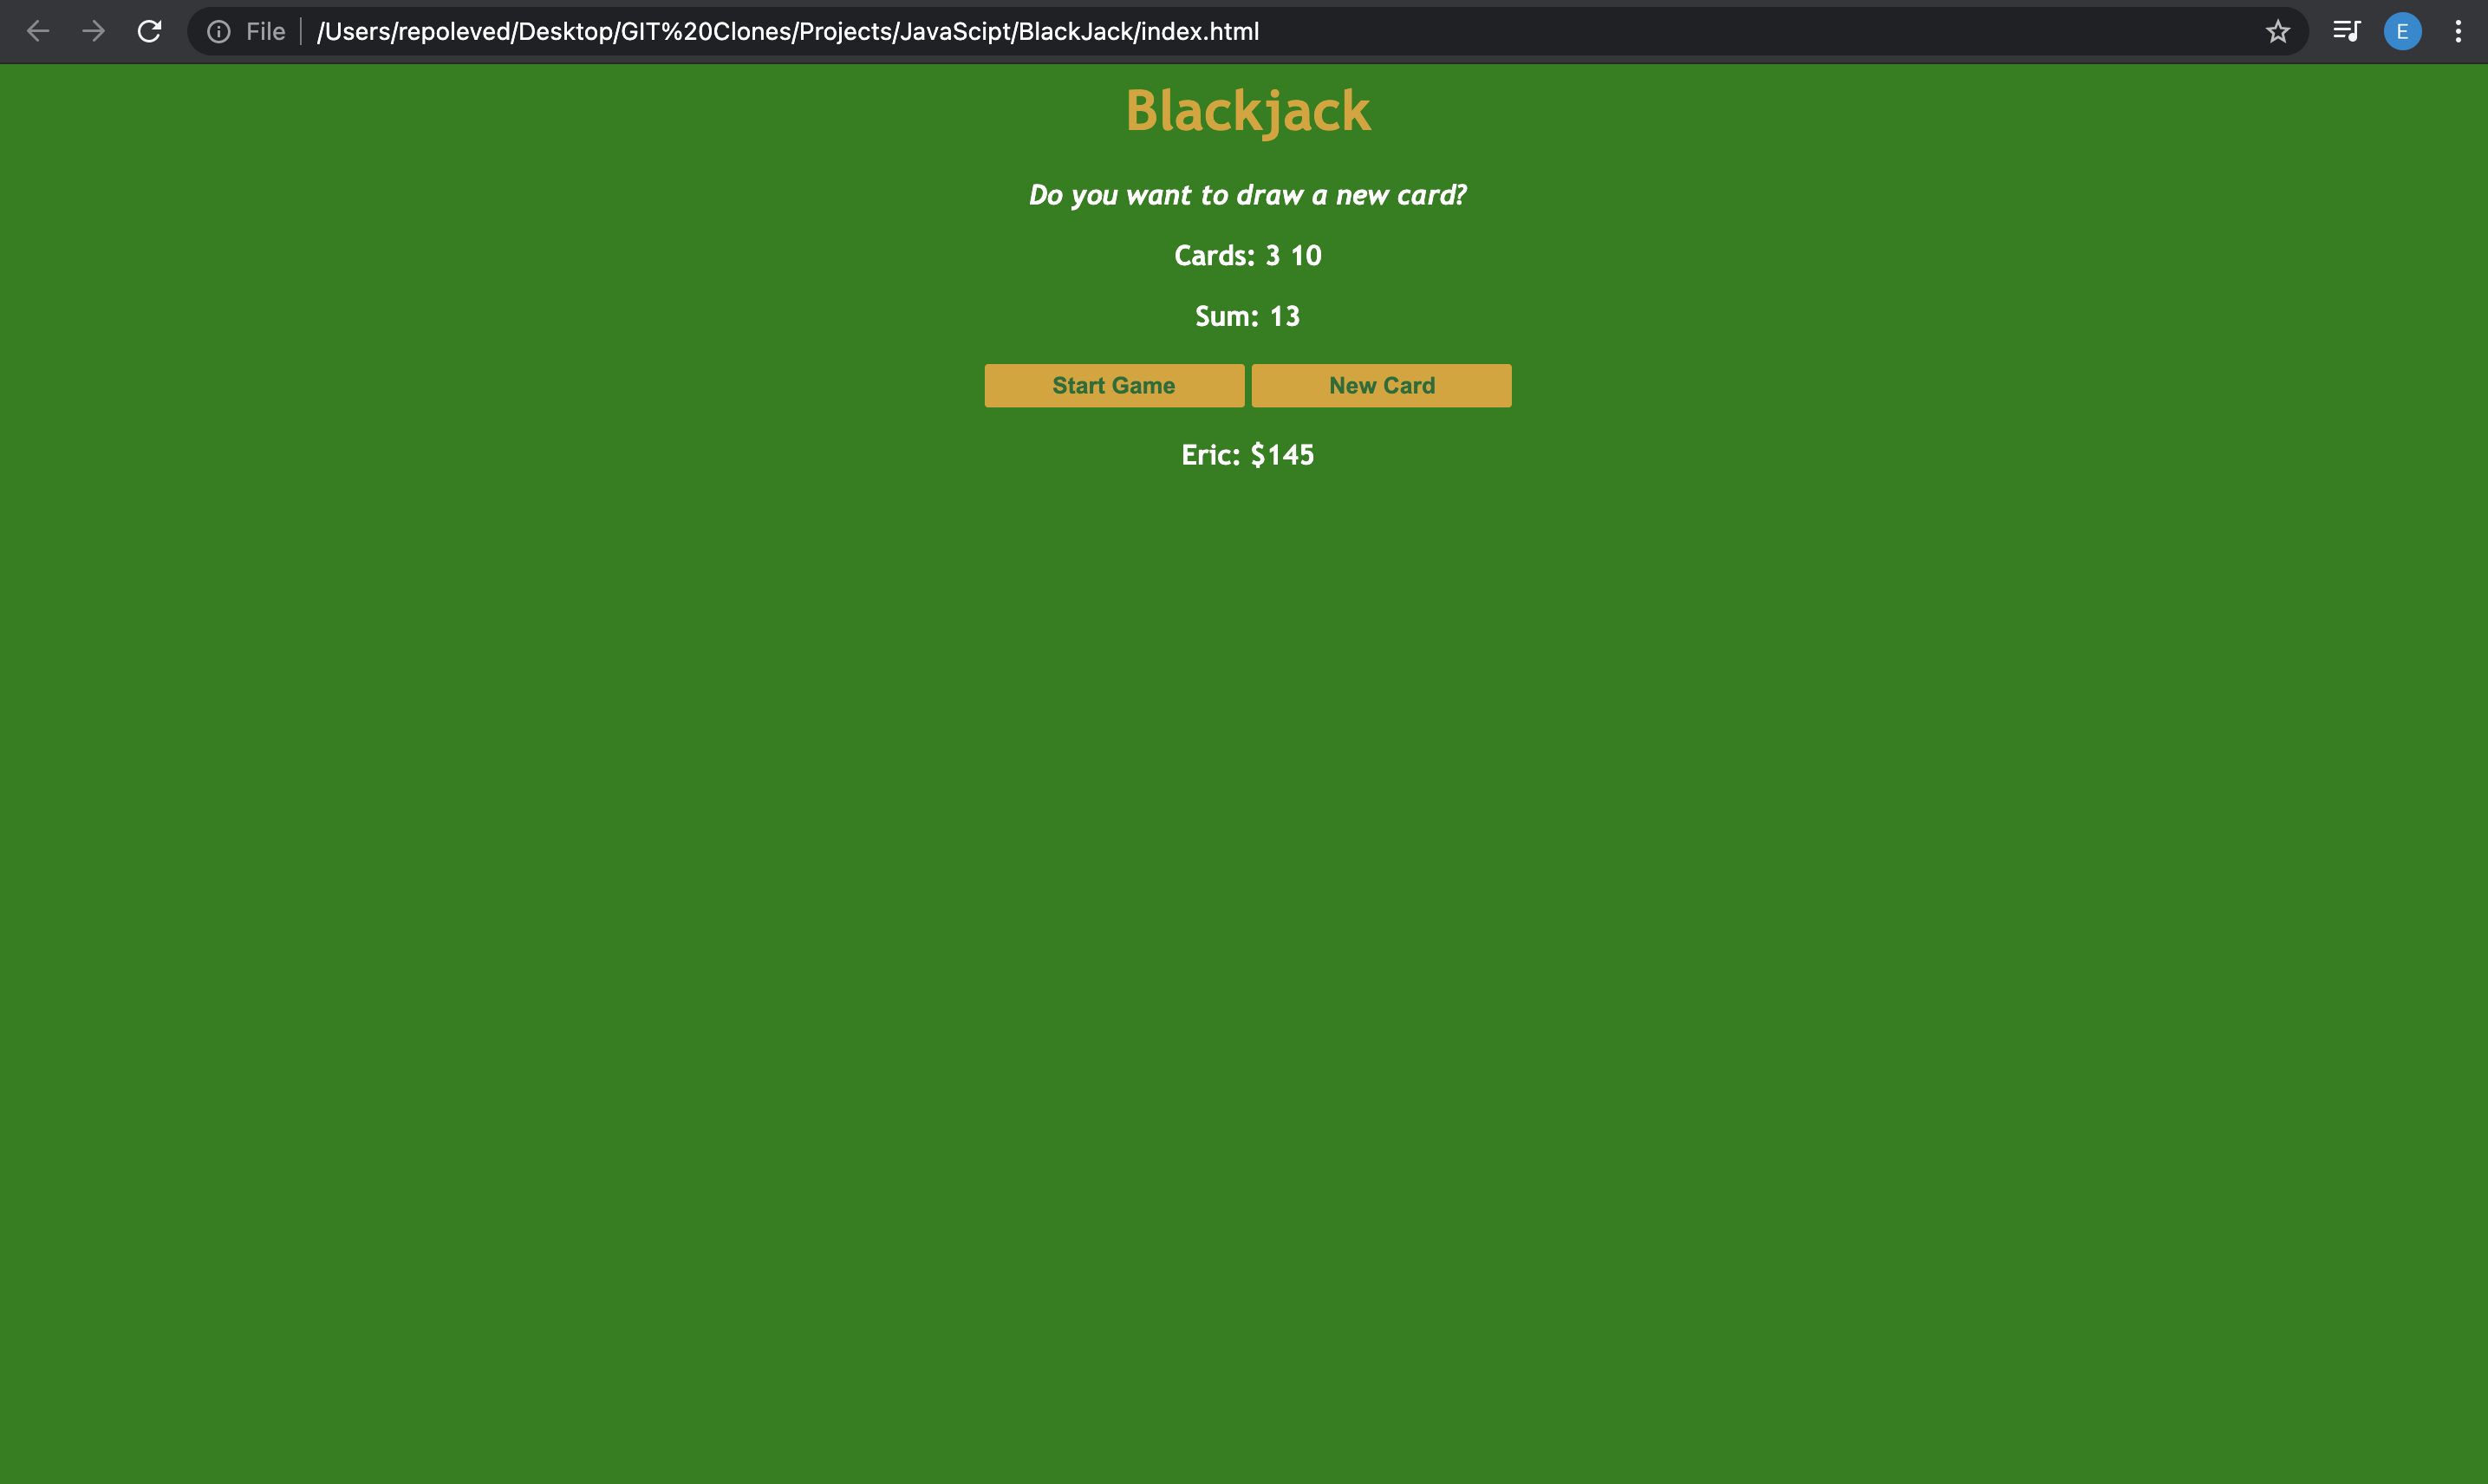 File /Users/repoleved/Desktop/GIT%20Clones/Projects/JavaScipt/BlackJack/index.html E
Blackjack
Do you want to draw a new card?
Cards: 3 10
Sum: 13
Start Game New Card
Eric: $145